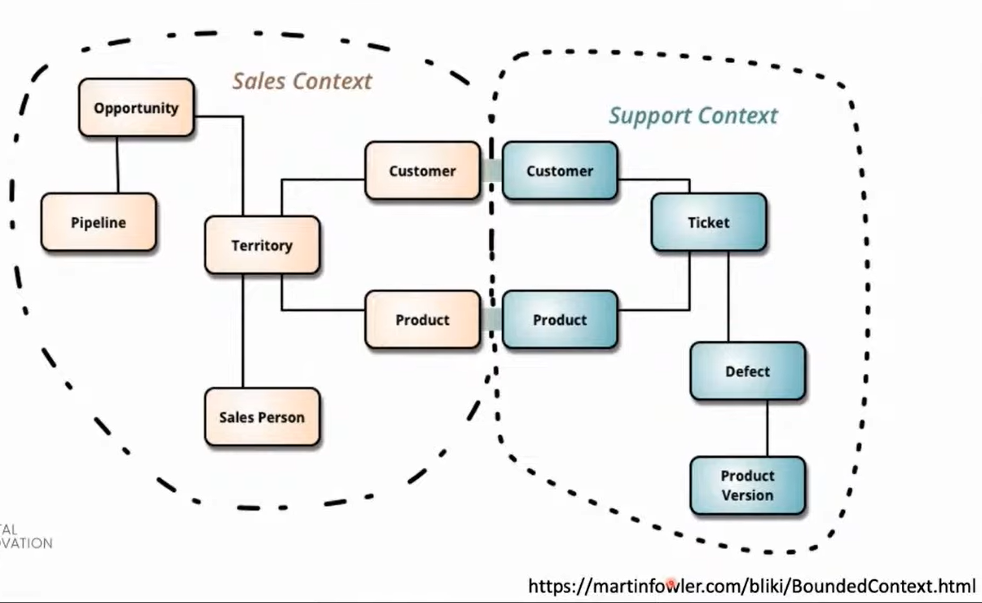 Sales Context
Support Context
Opportunity
Customer
Customer
Pipeline
Territory
Ticket
Product
Product
Defect
Sales Person
Product
Version
TAL
OVATION
https://martinfowler.com/bliki/BoundedContext.html